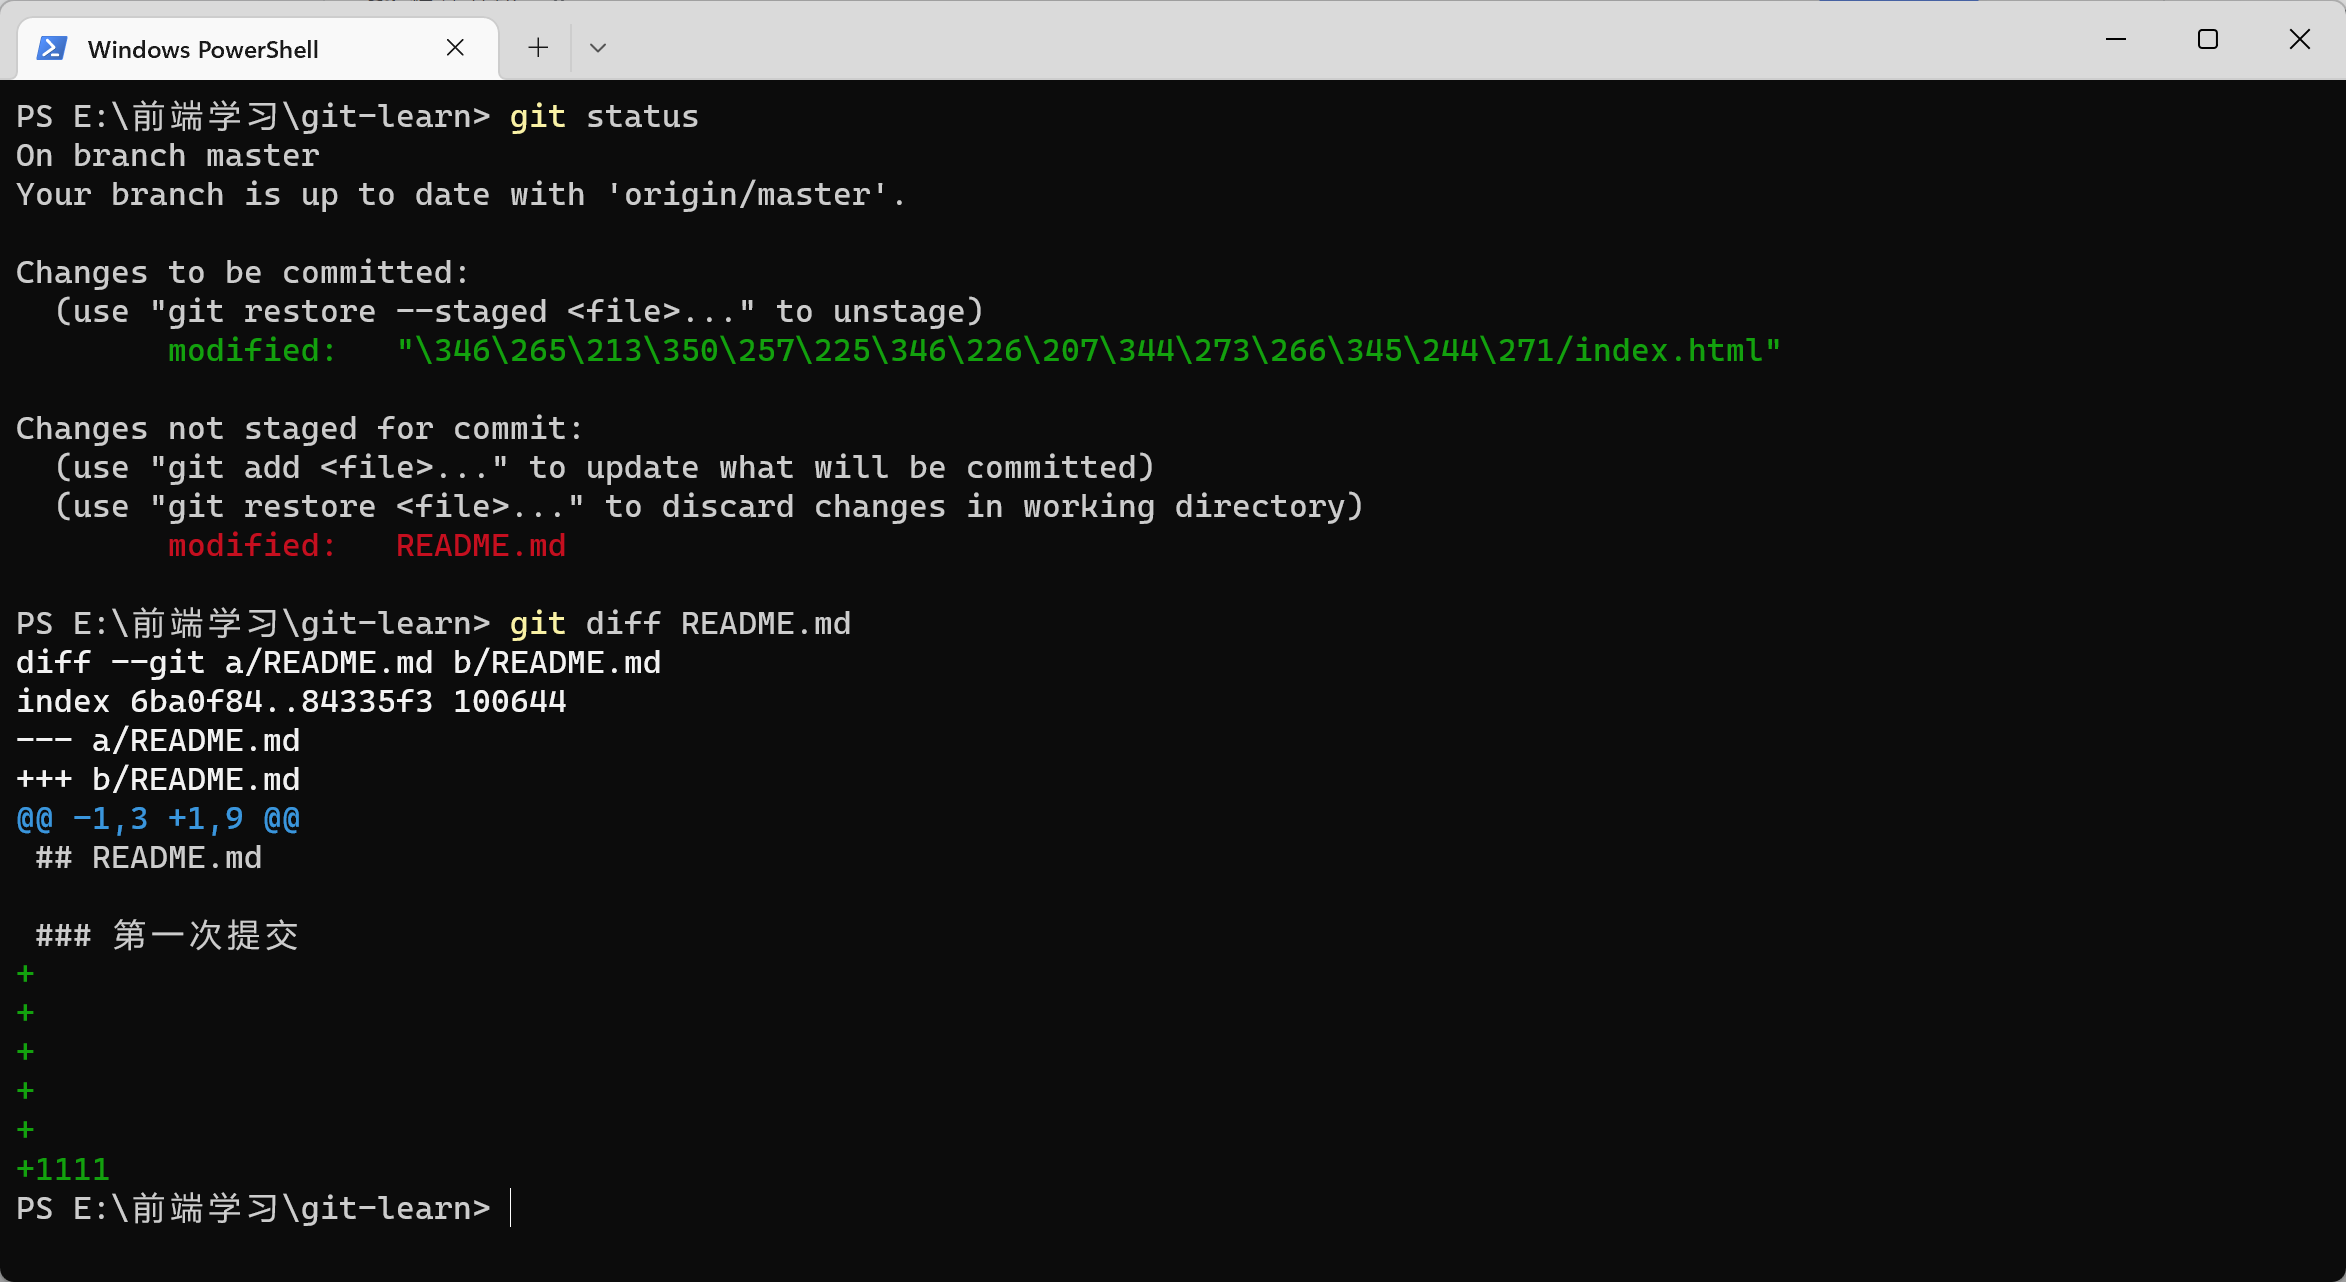 Windows PowerShell
PS E:\前端学习\git-learn> git status
On branch master
Your branch is up to date with 'origin/master'.
Changes to be committed:
  (use "git restore --staged <file>..." to unstage)
        modified:   "\346\265\213\350\257\225\346\226\207\344\273\266\345\244\271/index.html"
Changes not staged for commit:
  (use "git add <file>..." to update what will be committed)
  (use "git restore <file>..." to discard changes in working directory)
        modified:   README.md
PS E:\前端学习\git-learn> git diff README.md
diff --git a/README.md b/README.md
index 6ba0f84..84335f3 100644
--- a/README.md
+++ b/README.md
@@ -1,3 +1,9 @@
 ## README.md
 ### 第一次提交
+
+
+
+
+
+1111
PS E:\前端学习\git-learn>